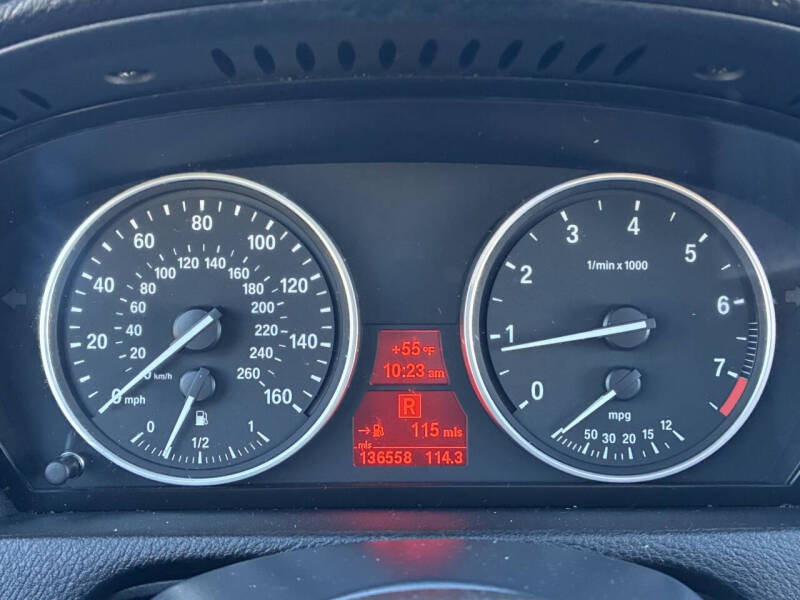 0 20 40 60 80 100 120 140 160
mph
20 40 60 80 100 120 140 160 180 200 220 240 260
km/h
0 1/2 1
+55°F
10:23 am
R
115 mls
mls
136558 114.3
0 1 2 3 4 5 6 7
1/min x 1000
mpg
50 30 20 15 12